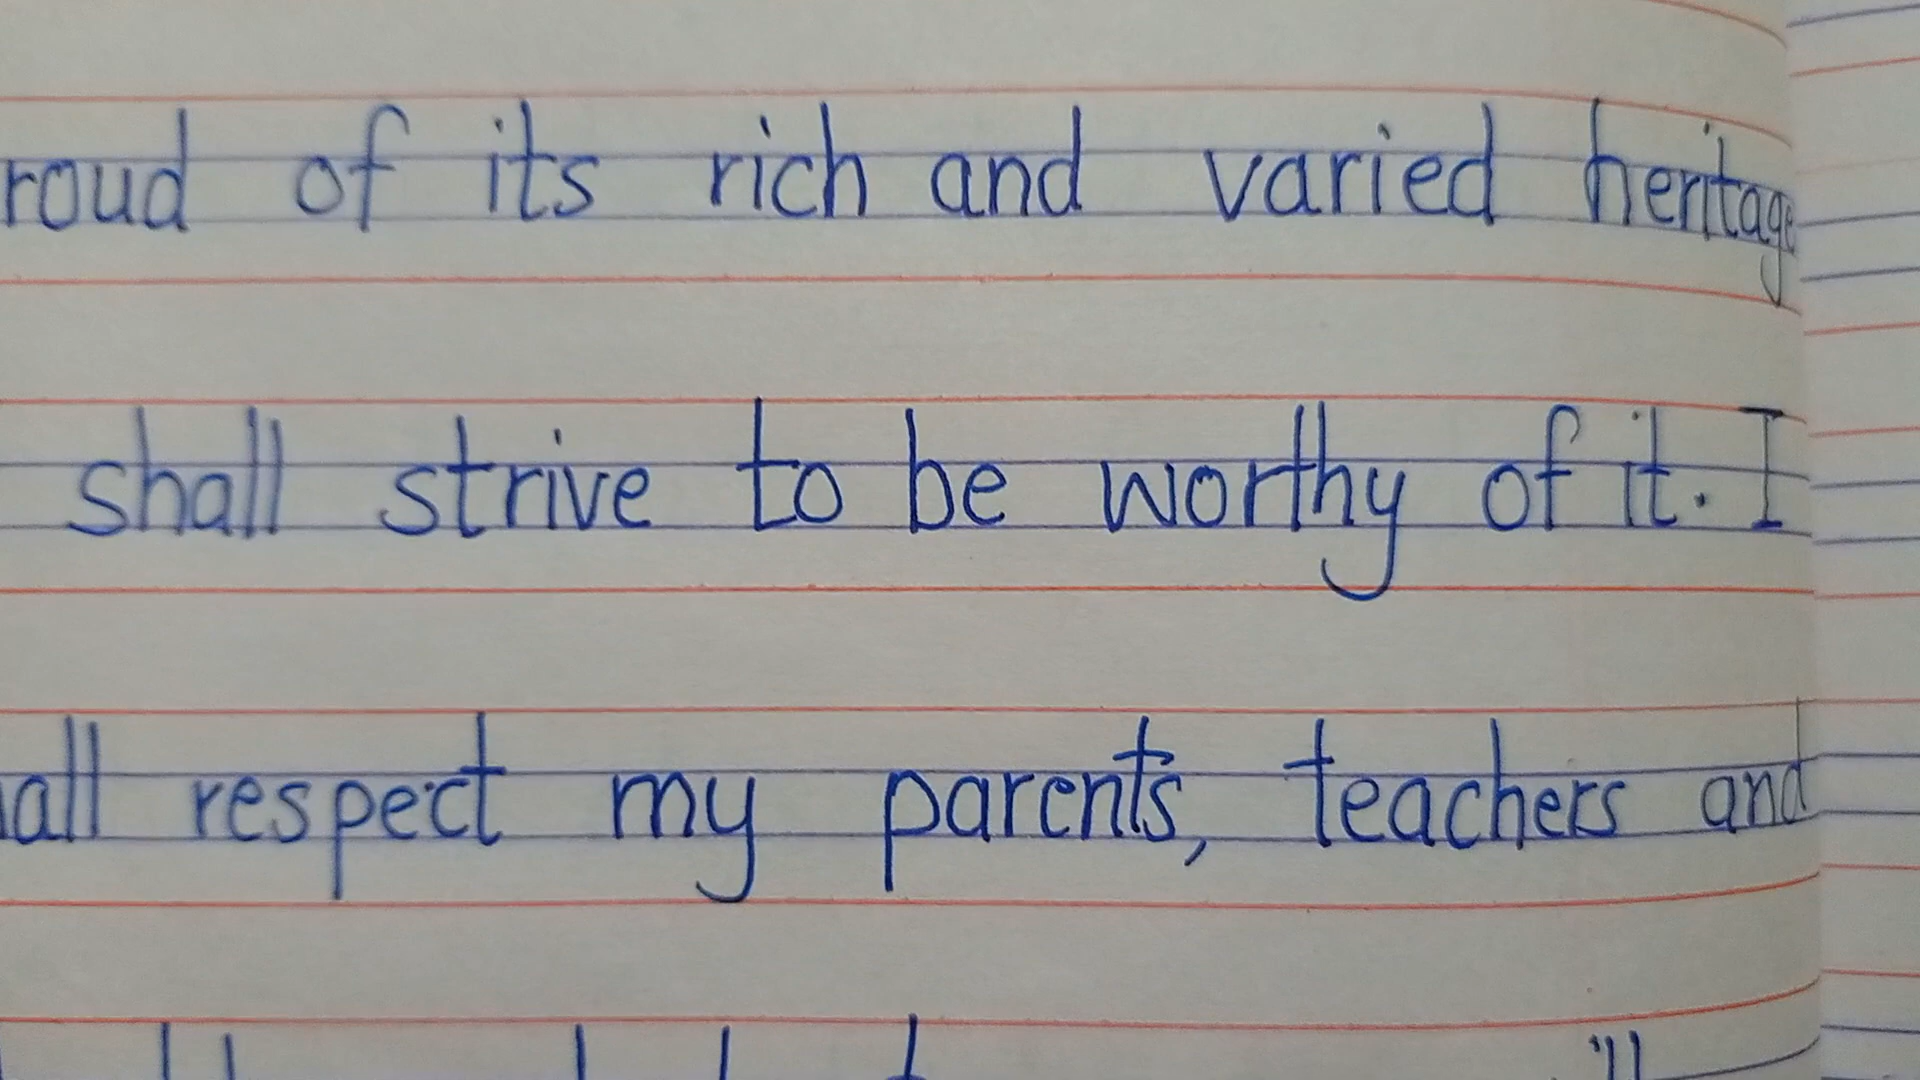 roud of its rich and varied heritage
shall strive to be worthy of it. I
all respect my parents, teachers and